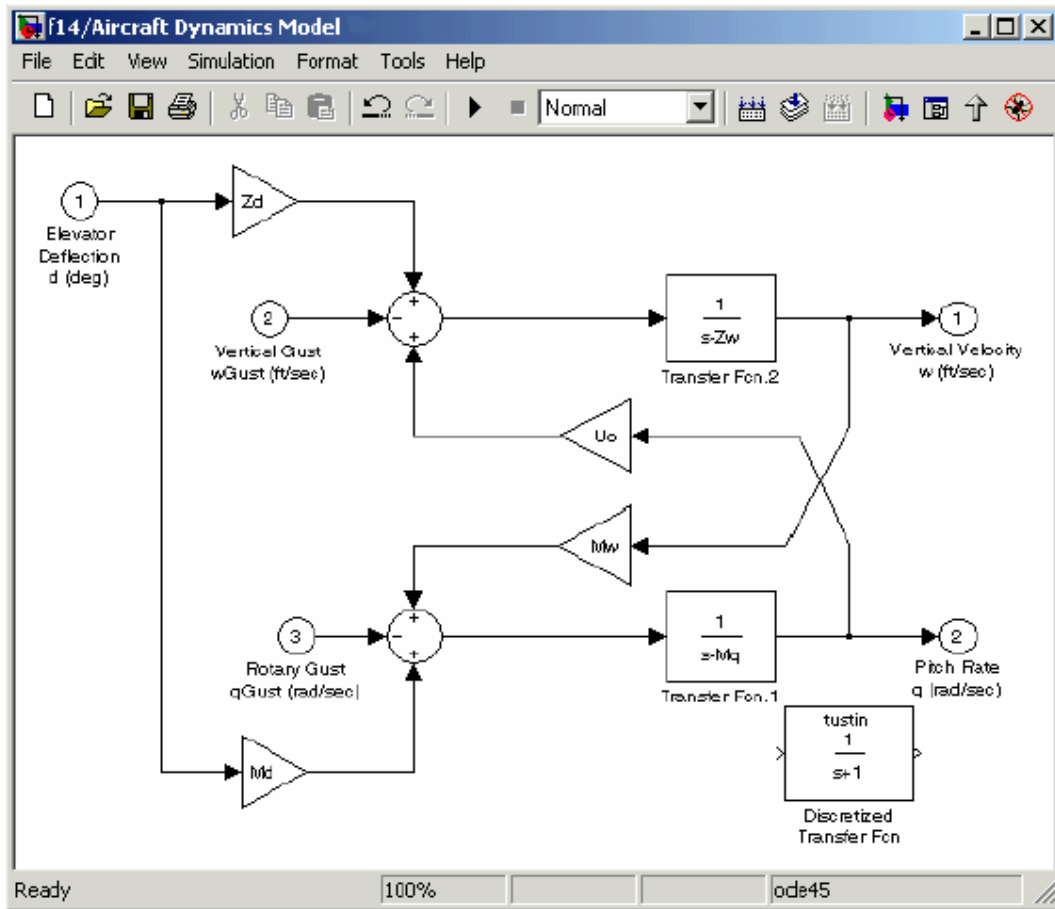 f14/Aircraft Dynamics Model
File Edit View Simulation Format Tools Help
Normal
1
Elevator
Deflection
d (deg)
Zd
2
Vertical Gust
wGust (ft/sec)
+
-
+
1
s-Zw
Transfer Fcn.2
1
Vertical Velocity
w (ft/sec)
Uo
Mw
3
Rotary Gust
qGust (rad/sec|
+
-
+
1
s-Mq
Transfer Fcn.1
2
Pitch Rate
q |rad/sec)
Md
tustin
1
s+1
Discretized
Transfer Fcn
Ready
100%
ode45